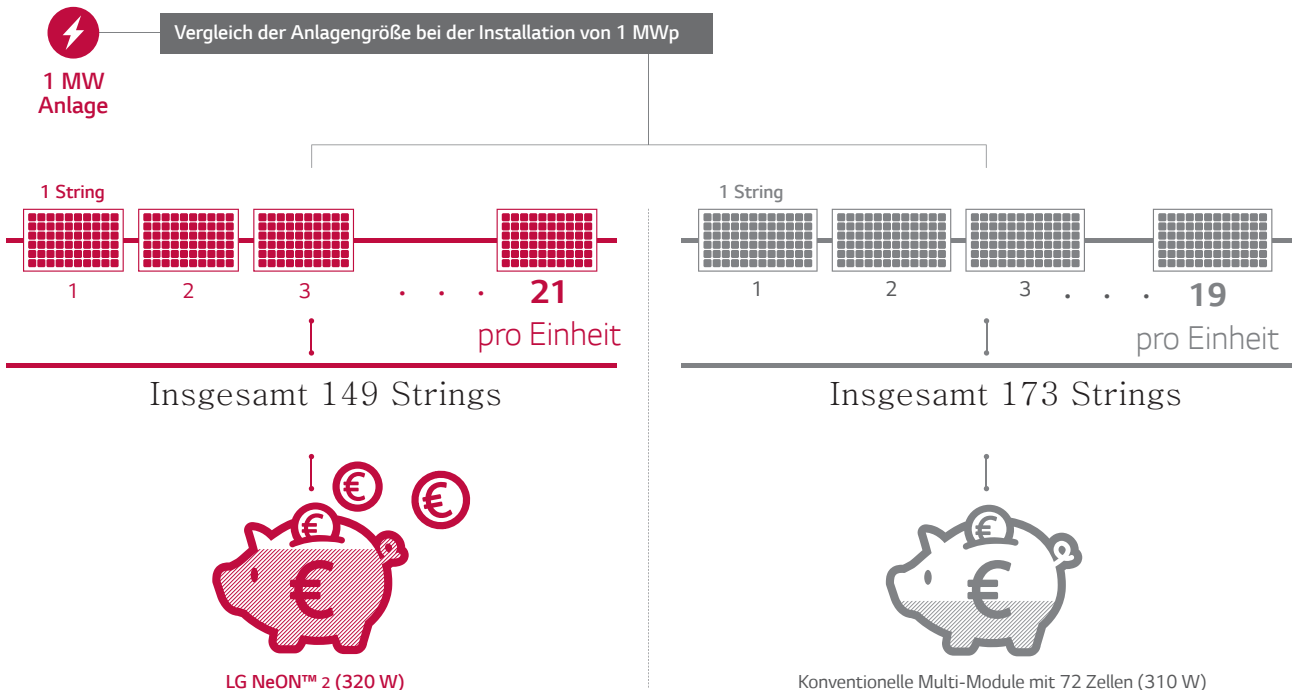 Vergleich der Anlagengröße bei der Installation von 1 MWp
1 MW
Anlage
1 String
1 2 3 . . . 21
pro Einheit
Insgesamt 149 Strings
€ € €
€
LG NeON™ 2 (320 W)
1 String
1 2 3 . . . 19
pro Einheit
Insgesamt 173 Strings
€
€
Konventionelle Multi-Module mit 72 Zellen (310 W)